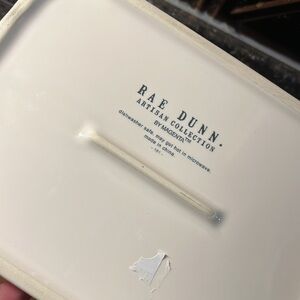 RAE DUNN.
ARTISAN COLLECTION
BY MAGENTA™
dishwasher safe. may get hot in microwave.
made in china.